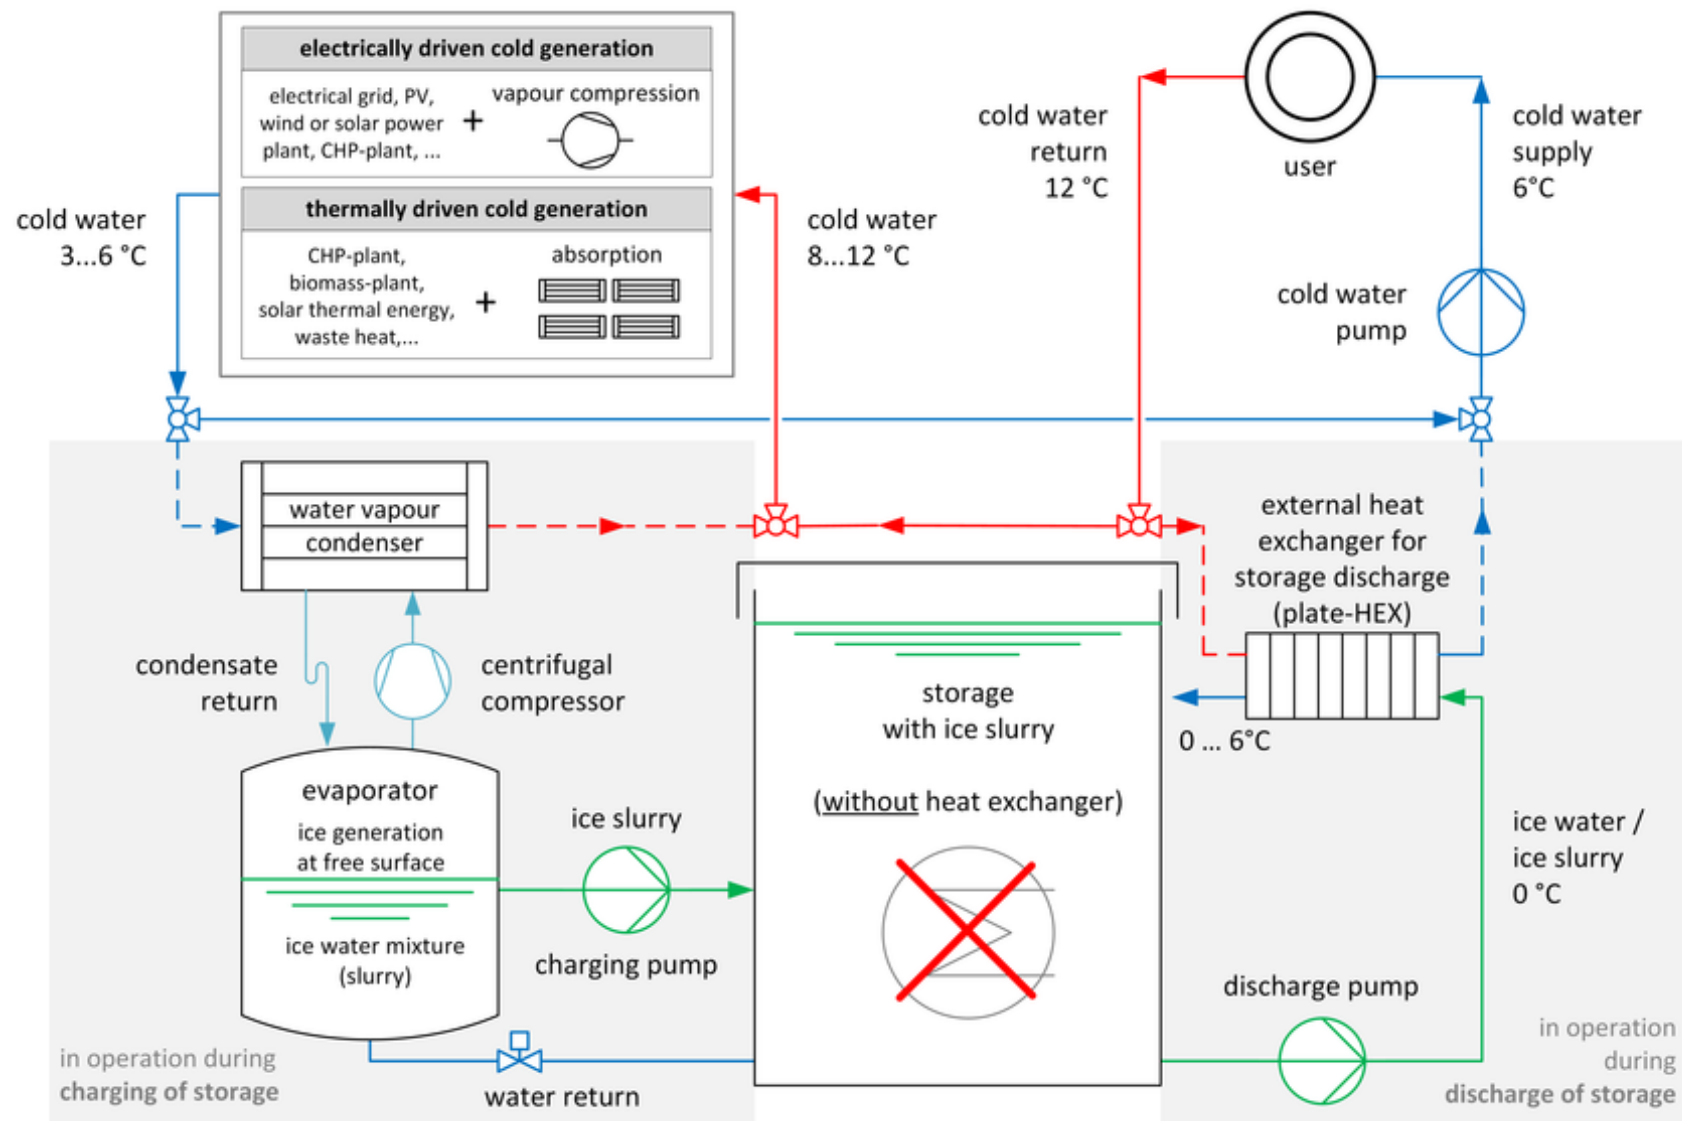 electrically driven cold generation
electrical grid, PV,
wind or solar power
plant, CHP-plant, ...
+
vapour compression
thermally driven cold generation
CHP-plant,
biomass-plant,
solar thermal energy,
waste heat,...
+
absorption
cold water
3...6 °C
cold water
8...12 °C
cold water
return
12 °C
user
cold water
supply
6°C
cold water
pump
water vapour
condenser
condensate
return
centrifugal
compressor
evaporator
ice generation
at free surface
ice water mixture
(slurry)
ice slurry
charging pump
water return
in operation during
charging of storage
storage
with ice slurry
(without heat exchanger)
external heat
exchanger for
storage discharge
(plate-HEX)
0 ... 6°C
ice water /
ice slurry
0 °C
discharge pump
in operation
during
discharge of storage